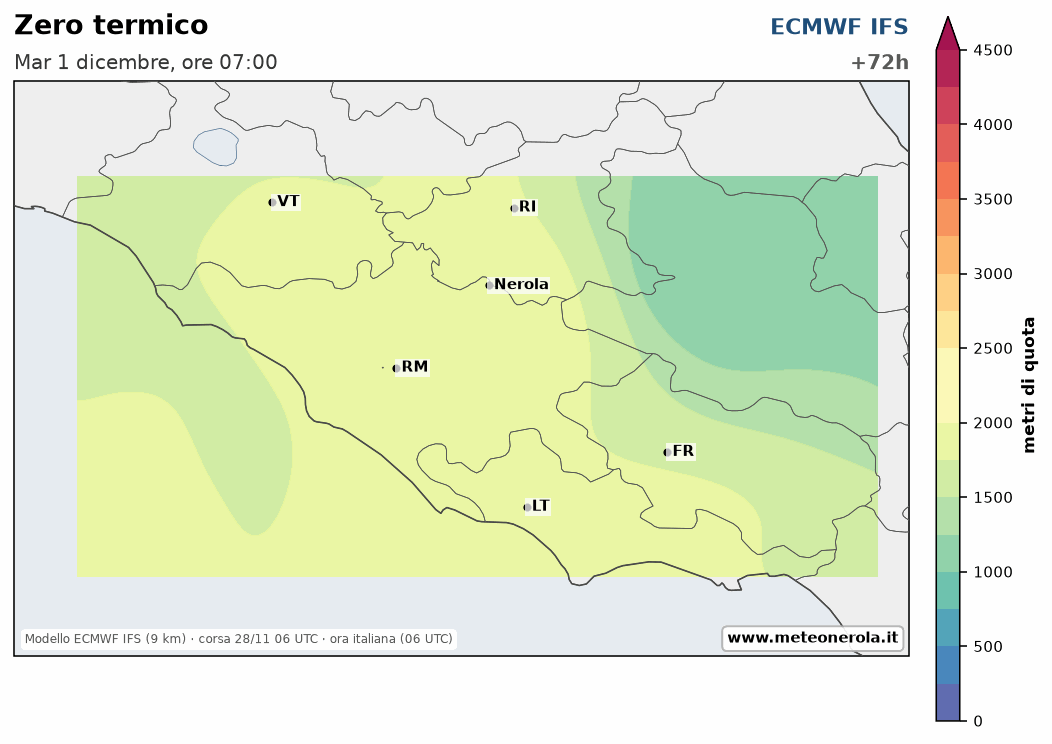 Zero termico
ECMWF IFS
Mar 1 dicembre, ore 07:00
+72h
VT
RI
Nerola
RM
FR
LT
4500
4000
3500
3000
2500
2000
1500
1000
500
0
metri di quota
Modello ECMWF IFS (9 km) · corsa 28/11 06 UTC · ora italiana (06 UTC)
www.meteonerola.it